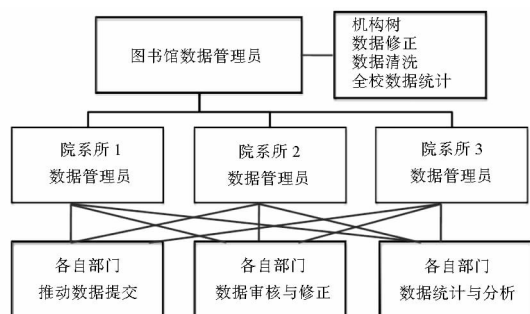 图书馆数据管理员
机构树
数据修正
数据清洗
全校数据统计
院系所 1
数据管理员
院系所 2
数据管理员
院系所 3
数据管理员
各自部门
推动数据提交
各自部门
数据审核与修正
各自部门
数据统计与分析